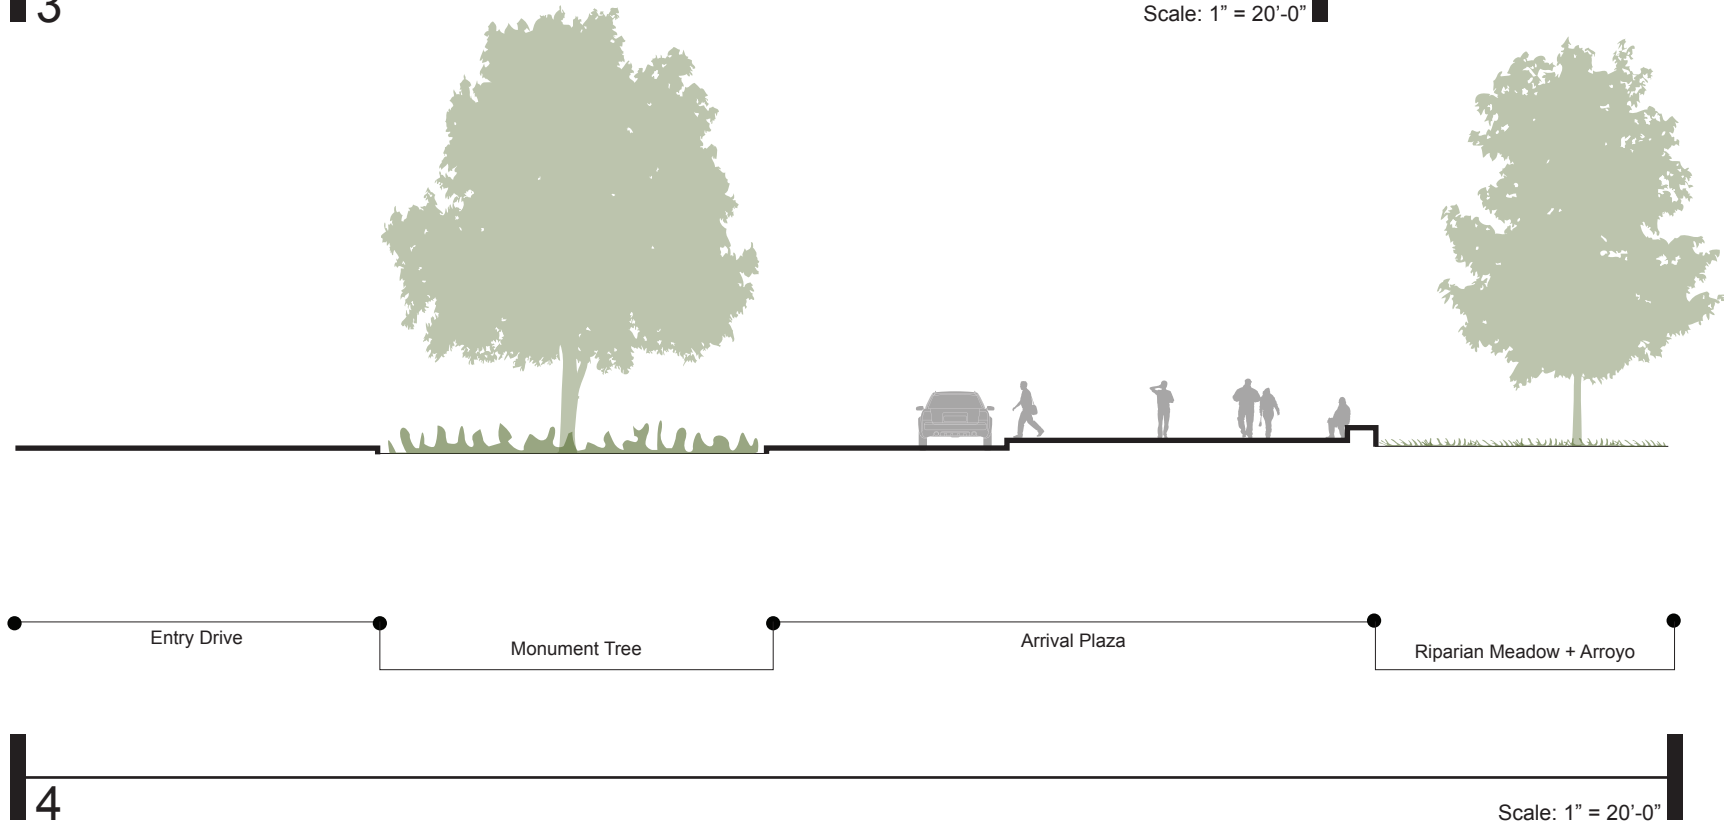 3
Scale: 1” = 20’-0”
Entry Drive
Monument Tree
Arrival Plaza
Riparian Meadow + Arroyo
4
Scale: 1” = 20’-0”